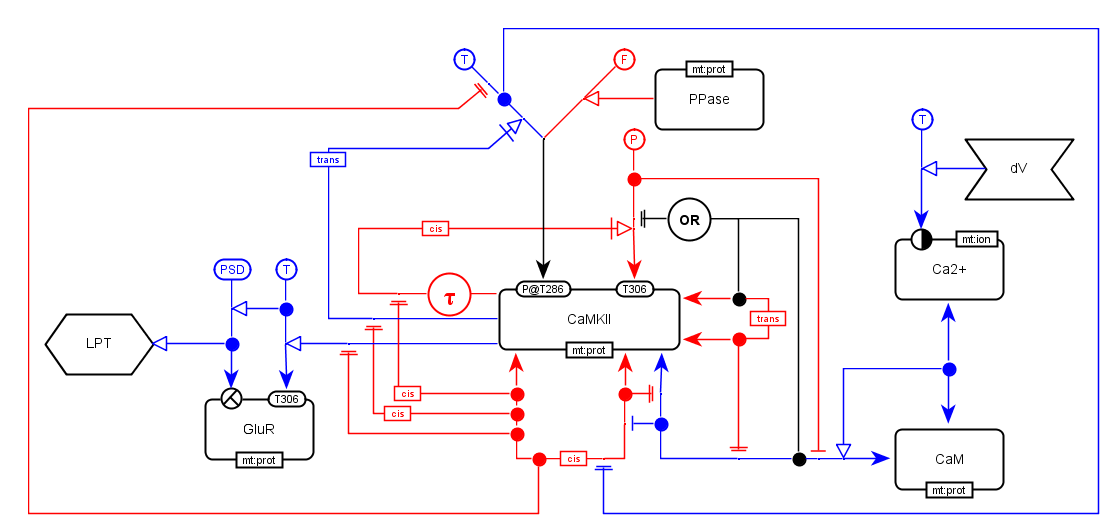 T
F
mt:prot
PPase
P
T
dV
trans
OR
cis
mt:ion
Ca2+
PSD
T
τ
P@T286
T306
CaMKII
mt:prot
trans
LPT
T306
GluR
mt:prot
cis
cis
cis
CaM
mt:prot